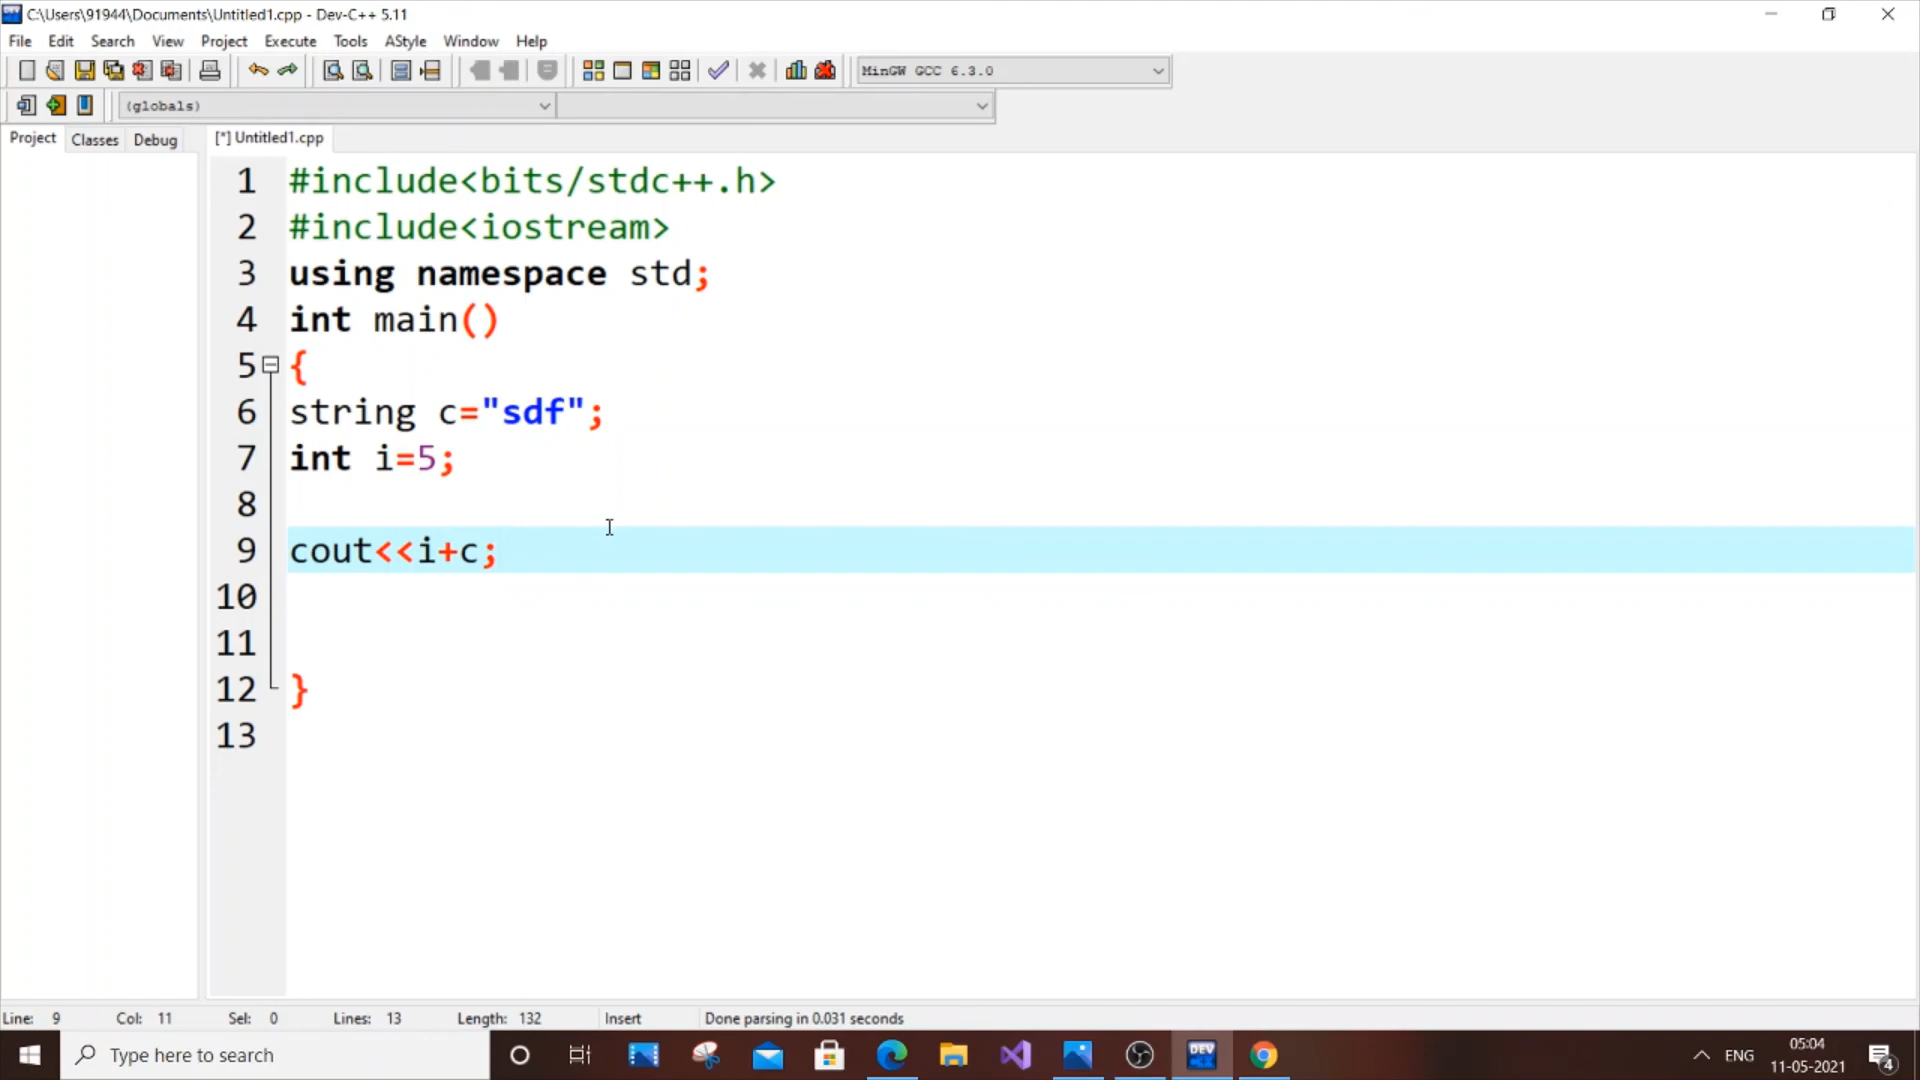 C:\Users\91944\Documents\Untitled1.cpp - Dev-C++ 5.11
File Edit Search View Project Execute Tools AStyle Window Help
MinGW GCC 6.3.0
(globals)
Project Classes Debug [*] Untitled1.cpp
1 #include<bits/stdc++.h>
2 #include<iostream>
3 using namespace std;
4 int main()
5 {
6 string c="sdf";
7 int i=5;
8
9 cout<<i+c;
10
11
12 }
13
Line: 9 Col: 11 Sel: 0 Lines: 13 Length: 132 Insert Done parsing in 0.031 seconds
Type here to search DEV ENG 05:04
11-05-2021 4